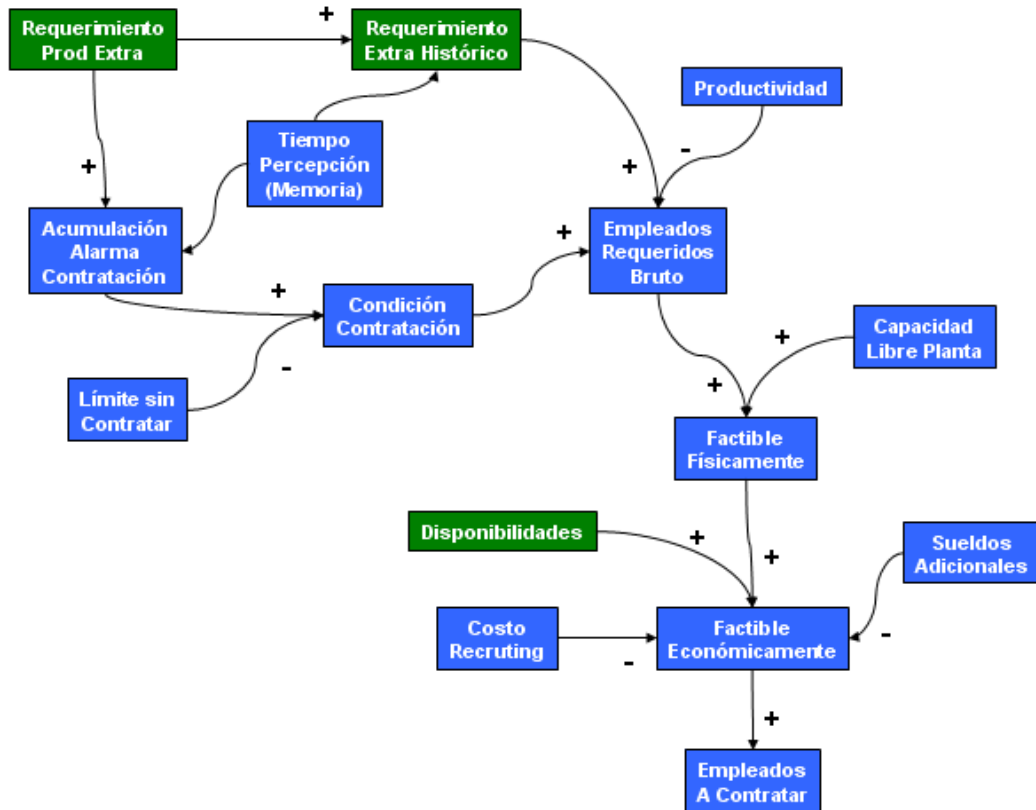 Requerimiento
Prod Extra
+
Requerimiento
Extra Histórico
Productividad
Tiempo
Percepción
(Memoria)
+
-
+
Acumulación
Alarma
Contratación
+
Empleados
Requeridos
Bruto
+
Condición
Contratación
-
Límite sin
Contratar
+
+
Capacidad
Libre Planta
Factible
Físicamente
Disponibilidades
+
+
Sueldos
Adicionales
Costo
Recruting
-
Factible
Económicamente
-
+
Empleados
A Contratar